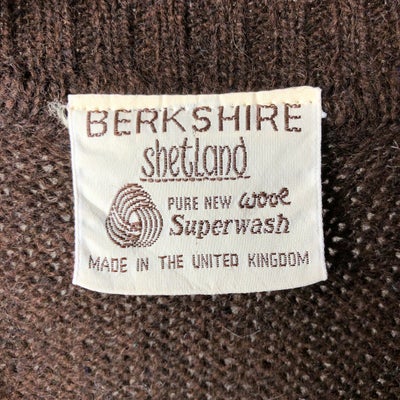 BERKSHIRE
shetland
PURE NEW wool
Superwash
MADE IN THE UNITED KINGDOM